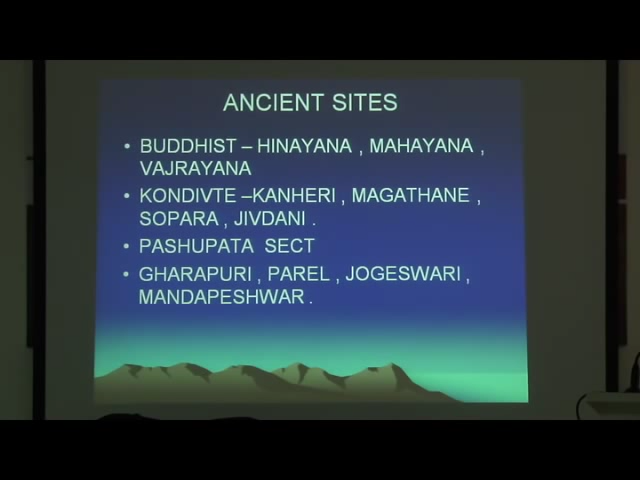 ANCIENT SITES
• BUDDHIST – HINAYANA , MAHAYANA ,
VAJRAYANA
• KONDIVTE –KANHERI , MAGATHANE ,
SOPARA , JIVDANI .
• PASHUPATA SECT
• GHARAPURI , PAREL , JOGESWARI ,
MANDAPESHWAR .